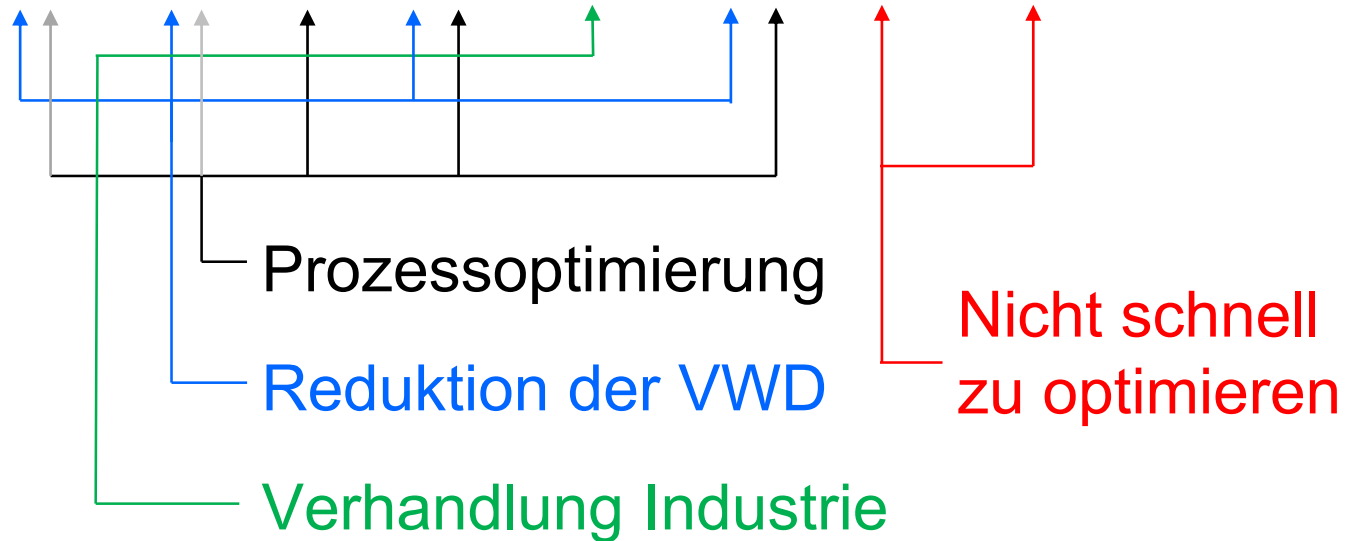 Prozessoptimierung
Reduktion der VWD
Verhandlung Industrie
Nicht schnell
zu optimieren